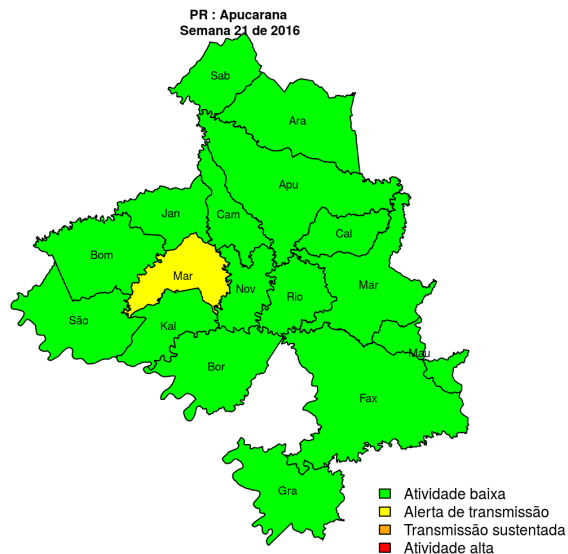 PR : Apucarana
Semana 21 de 2016
Sab
Ara
Apu
Jan
Cam
Cal
Bom
Mar
Nov
Rio
Mar
São
Kal
Mau
Bor
Fax
Gra
Atividade baixa
Alerta de transmissão
Transmissão sustentada
Atividade alta